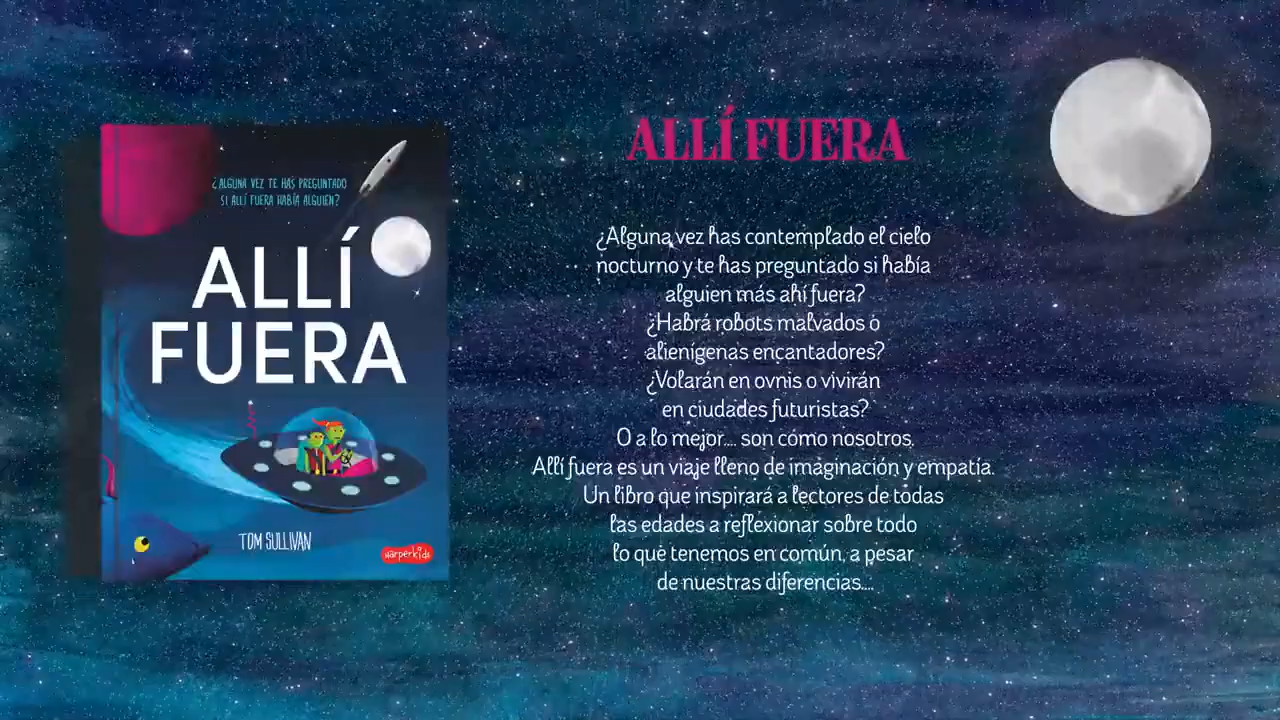 ¿ALGUNA VEZ TE HAS PREGUNTADO
SI ALLÍ FUERA HABÍA ALGUIEN?
ALLÍ
FUERA
TOM SULLIVAN
HarperKids
ALLÍ FUERA
¿Alguna vez has contemplado el cielo
nocturno y te has preguntado si había
alguien más ahí fuera?
¿Habrá robots malvados o
alienígenas encantadores?
¿Volarán en ovnis o vivirán
en ciudades futuristas?
O a lo mejor.... son como nosotros.
Allí fuera es un viaje lleno de imaginación y empatía.
Un libro que inspirará a lectores de todas
las edades a reflexionar sobre todo
lo que tenemos en común, a pesar
de nuestras diferencias....